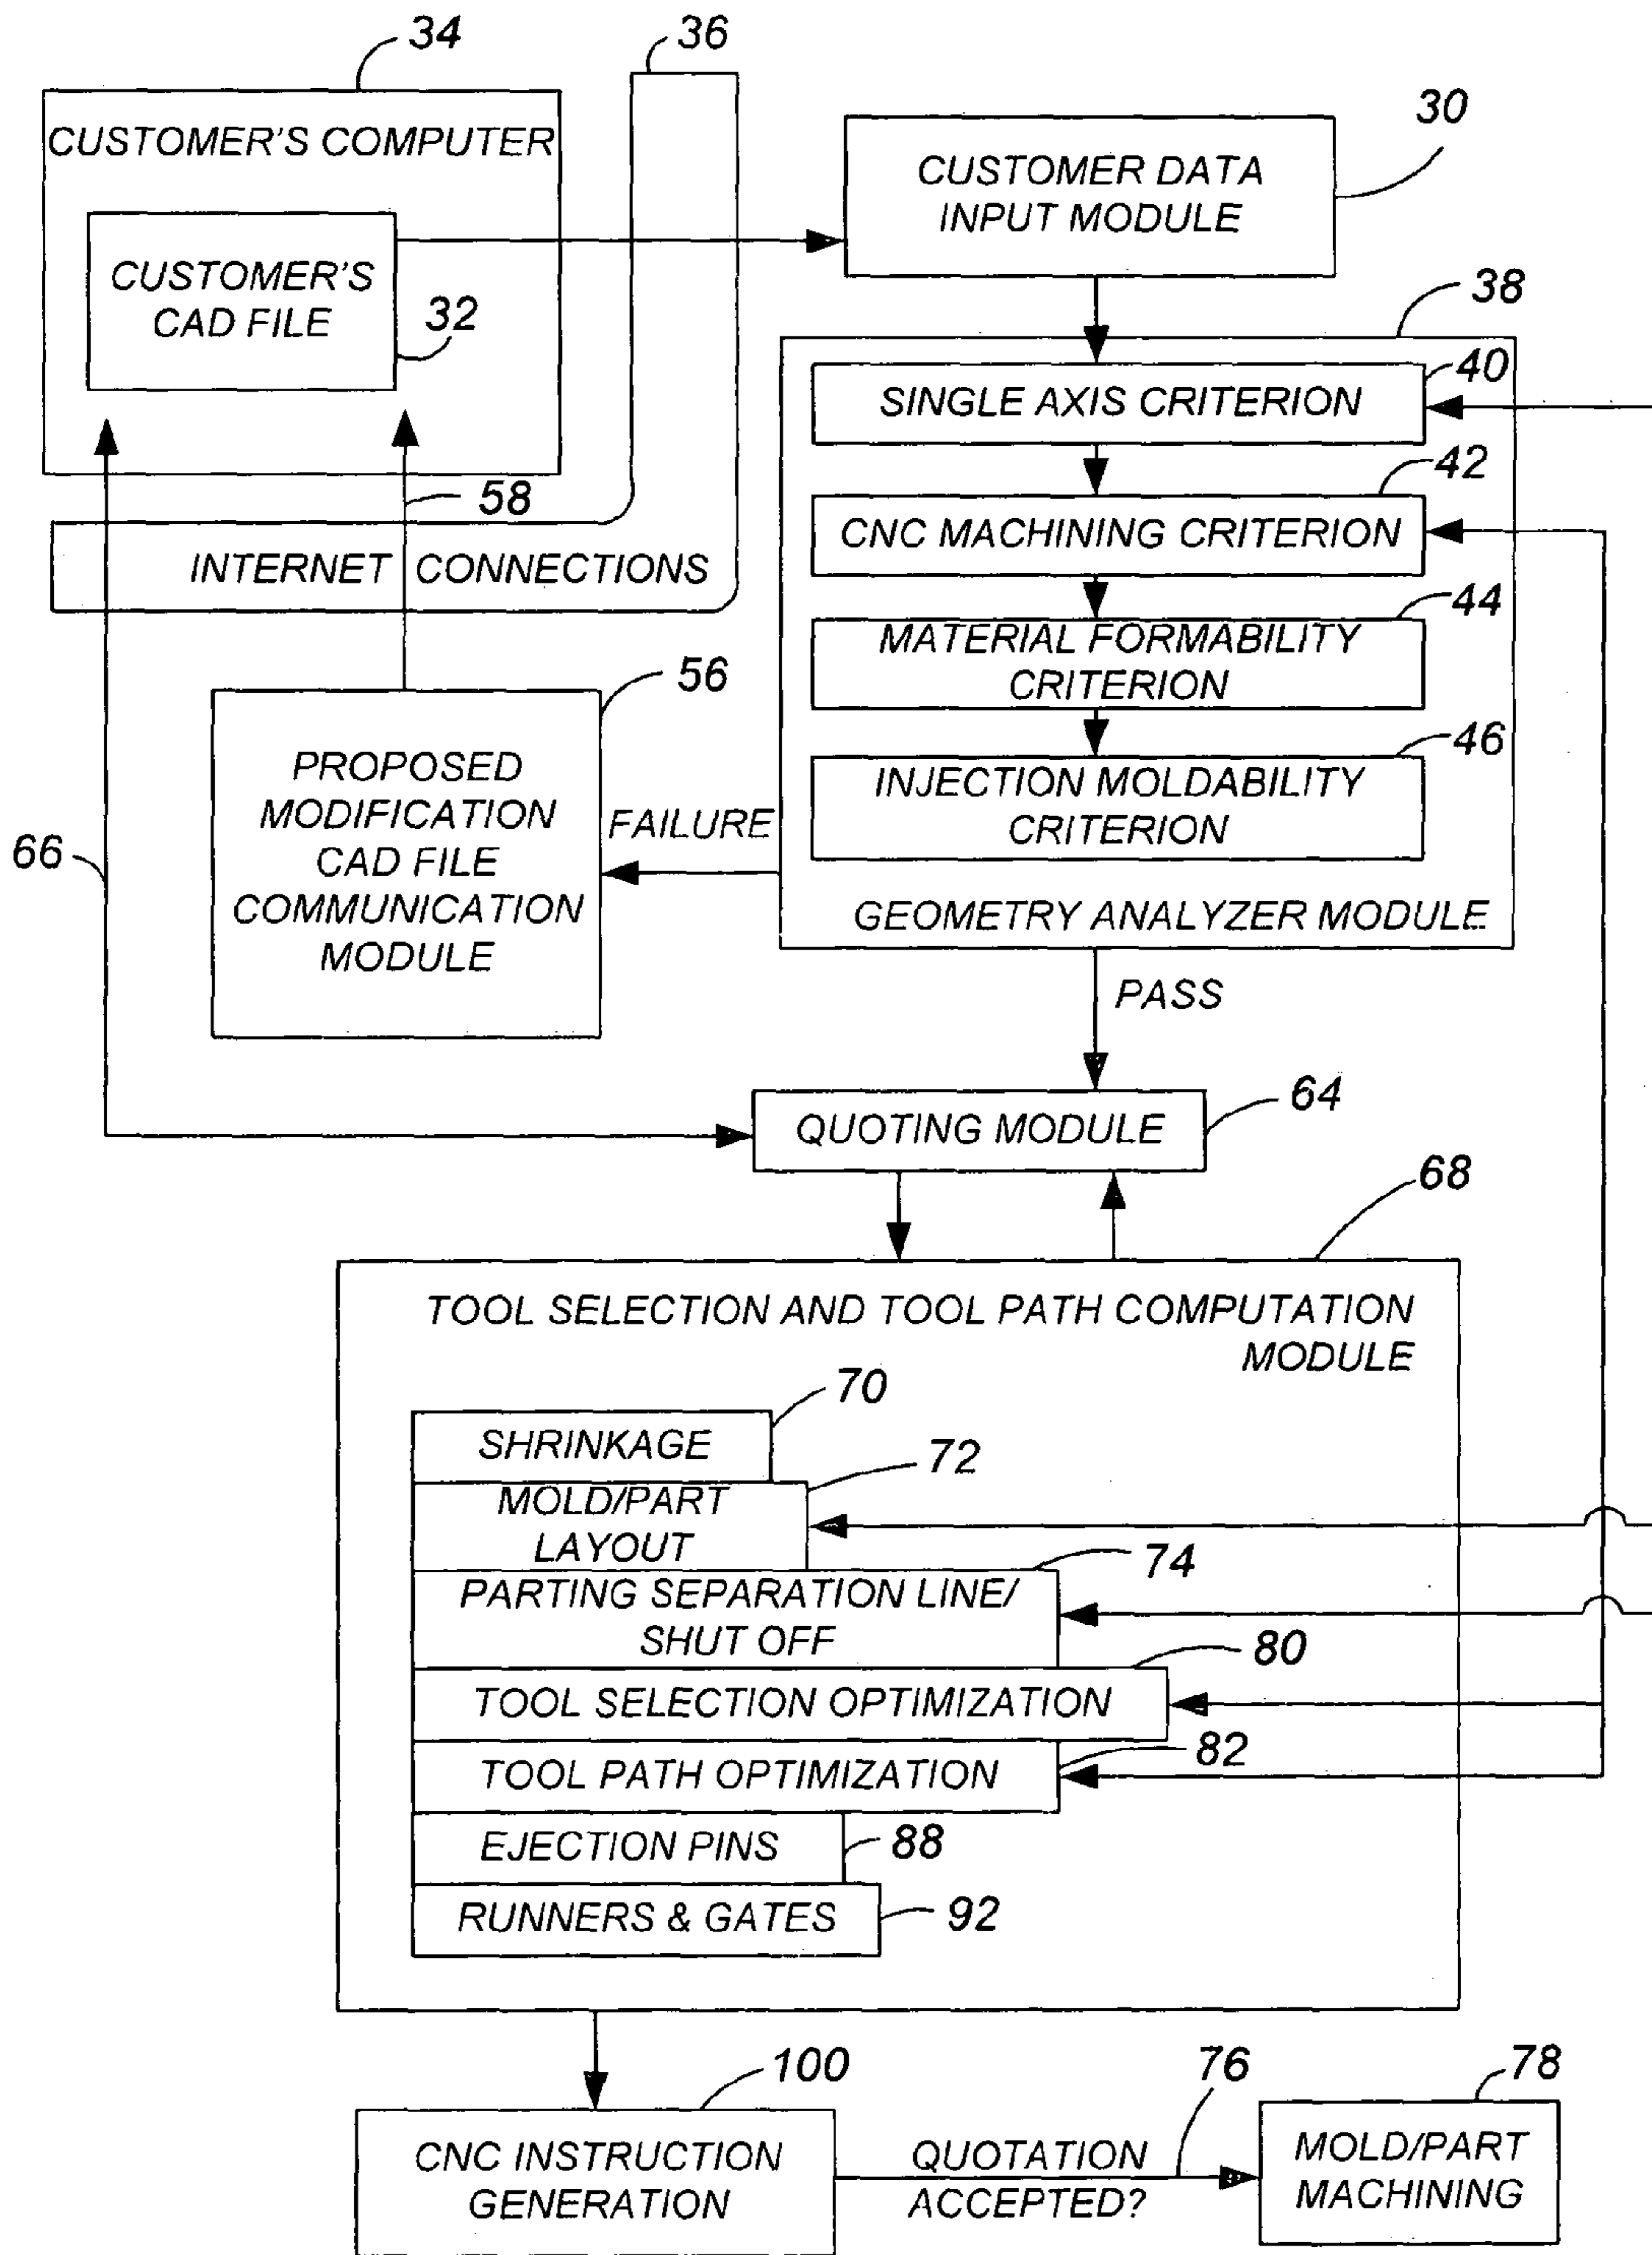 34
36
CUSTOMER'S COMPUTER
30
CUSTOMER DATA
INPUT MODULE
CUSTOMER'S
CAD FILE
32
38
40
SINGLE AXIS CRITERION
42
58
CNC MACHINING CRITERION
INTERNET CONNECTIONS
44
MATERIAL FORMABILITY
CRITERION
56
46
PROPOSED
MODIFICATION
CAD FILE
COMMUNICATION
MODULE
INJECTION MOLDABILITY
CRITERION
FAILURE
66
GEOMETRY ANALYZER MODULE
PASS
64
QUOTING MODULE
68
TOOL SELECTION AND TOOL PATH COMPUTATION
MODULE
70
SHRINKAGE
72
MOLD/PART
LAYOUT
74
PARTING SEPARATION LINE/
SHUT OFF
80
TOOL SELECTION OPTIMIZATION
82
TOOL PATH OPTIMIZATION
EJECTION PINS
88
RUNNERS & GATES
92
100
76
78
CNC INSTRUCTION
GENERATION
QUOTATION
ACCEPTED?
MOLD/PART
MACHINING